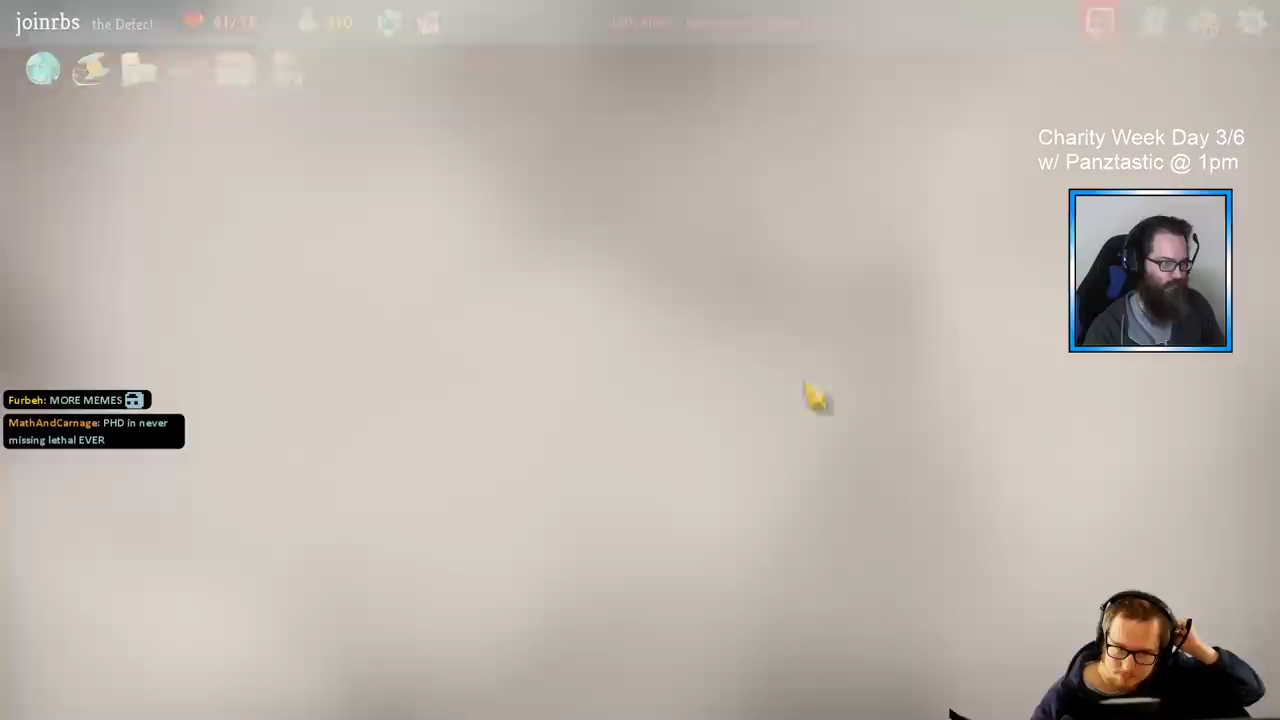 joinrbs the Defect
Charity Week Day 3/6
w/ Panztastic @ 1pm
Furbeh: MORE MEMES
MathAndCarnage: PHD in never
missing lethal EVER